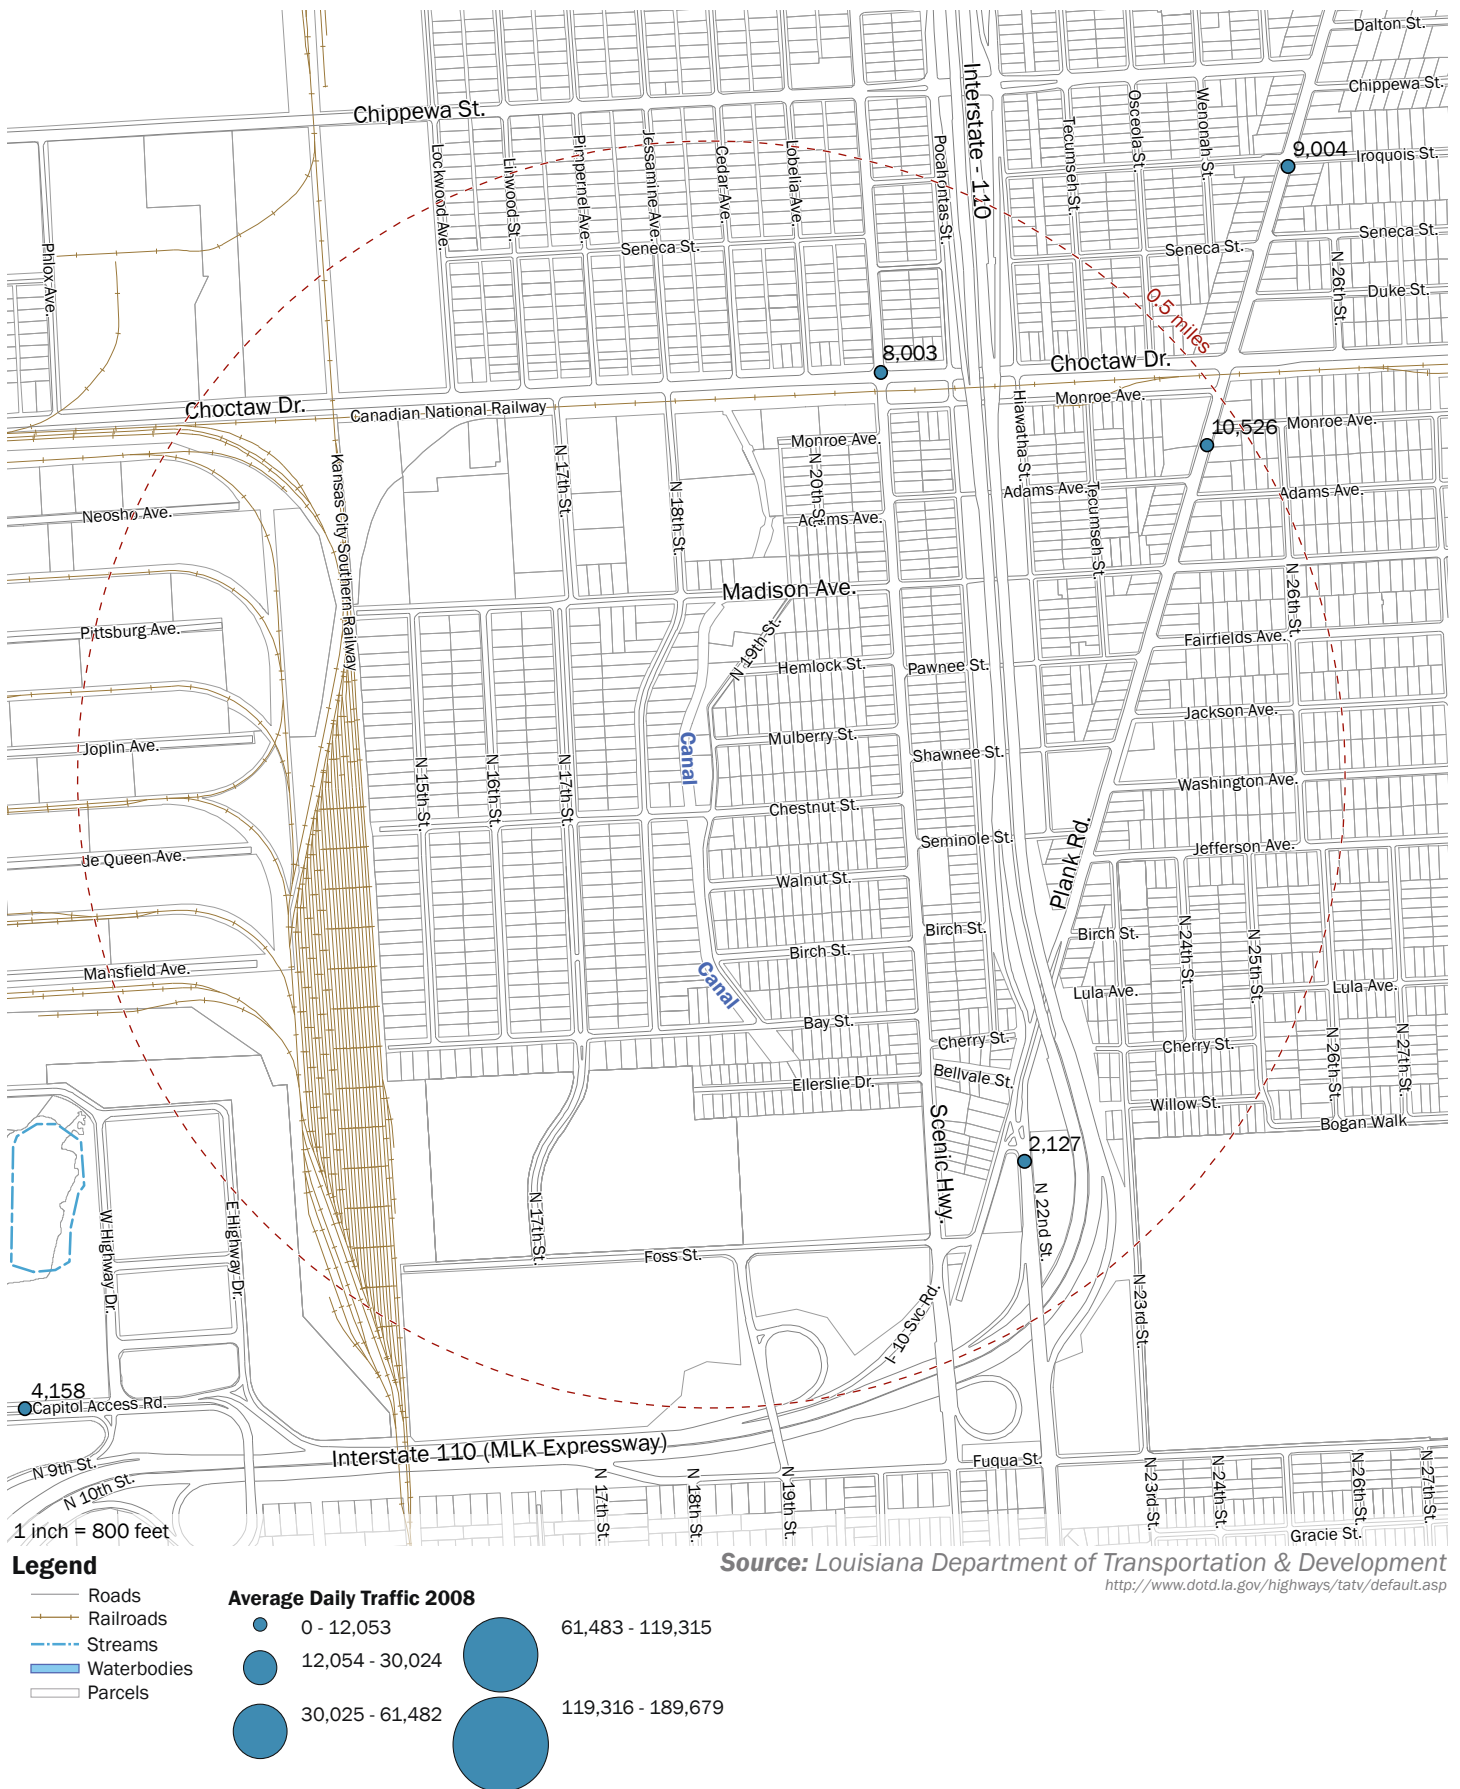 Dalton St.
Chippewa St.
Chippewa St.
Interstate - 110
Osceola St.
Wenonah St.
Tecumseh St.
9,004
Iroquois St.
Lockwood Ave.
Linwood St.
Pimpernel Ave.
Jessamine Ave.
Cedar Ave.
Lobelia Ave.
Pocahontas St.
Seneca St.
Seneca St.
Seneca St.
Phlox Ave.
N 26th St.
Duke St.
0.5 miles
8,003
Choctaw Dr.
Choctaw Dr.
Canadian National Railway
Monroe Ave.
Hiawatha St.
10,526
Monroe Ave.
Monroe Ave.
Kansas City Southern Railway
N 17th St.
N 18th St.
N 20th St.
Adams Ave.
Adams Ave.
Adams Ave.
Tecumseh St.
Neosho Ave.
Madison Ave.
N 26th St.
Pittsburg Ave.
N 19th St.
Fairfields Ave.
Hemlock St.
Pawnee St.
Jackson Ave.
Joplin Ave.
Canal
Mulberry St.
Shawnee St.
N 15th St.
N 16th St.
N 17th St.
Washington Ave.
Chestnut St.
Plank Rd.
Seminole St.
Jefferson Ave.
de Queen Ave.
Walnut St.
Birch St.
Birch St.
Birch St.
N 24th St.
N 25th St.
Mansfield Ave.
Canal
Lula Ave.
Lula Ave.
Bay St.
Cherry St.
Cherry St.
N 26th St.
N 27th St.
Ellerslie Dr.
Bellvale St.
Willow St.
Bogan Walk
Scenic Hwy.
2,127
W Highway Dr.
E Highway Dr.
N 17th St.
N 22nd St.
Foss St.
I-10 Svc Rd.
N 23rd St.
4,158
Capitol Access Rd.
Interstate 110 (MLK Expressway)
Fuqua St.
N 9th St.
N 10th St.
N 17th St.
N 18th St.
N 19th St.
N 23rd St.
N 24th St.
N 26th St.
N 27th St.
Gracie St.
1 inch = 800 feet
Legend
Source: Louisiana Department of Transportation & Development
http://www.dotd.la.gov/highways/tatv/default.asp
Roads
Railroads
Streams
Waterbodies
Parcels
Average Daily Traffic 2008
0 - 12,053
12,054 - 30,024
30,025 - 61,482
61,483 - 119,315
119,316 - 189,679